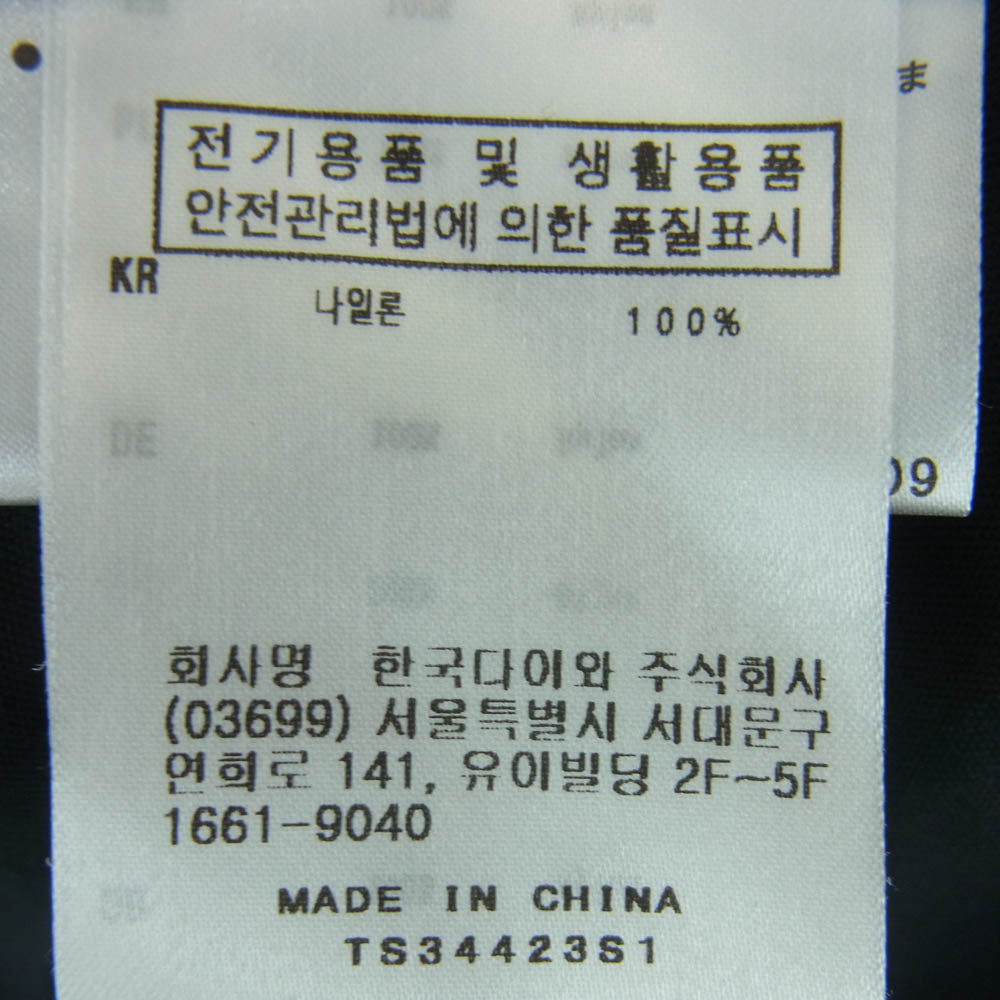 전기용품 및 생활용품
안전관리법에 의한 품질표시
KR
나일론 100%
DE
회사명 한국다이와 주식회사
(03699) 서울특별시 서대문구
연희로 141, 유이빌딩 2F~5F
1661-9040
MADE IN CHINA
TS34423S1
ま
09